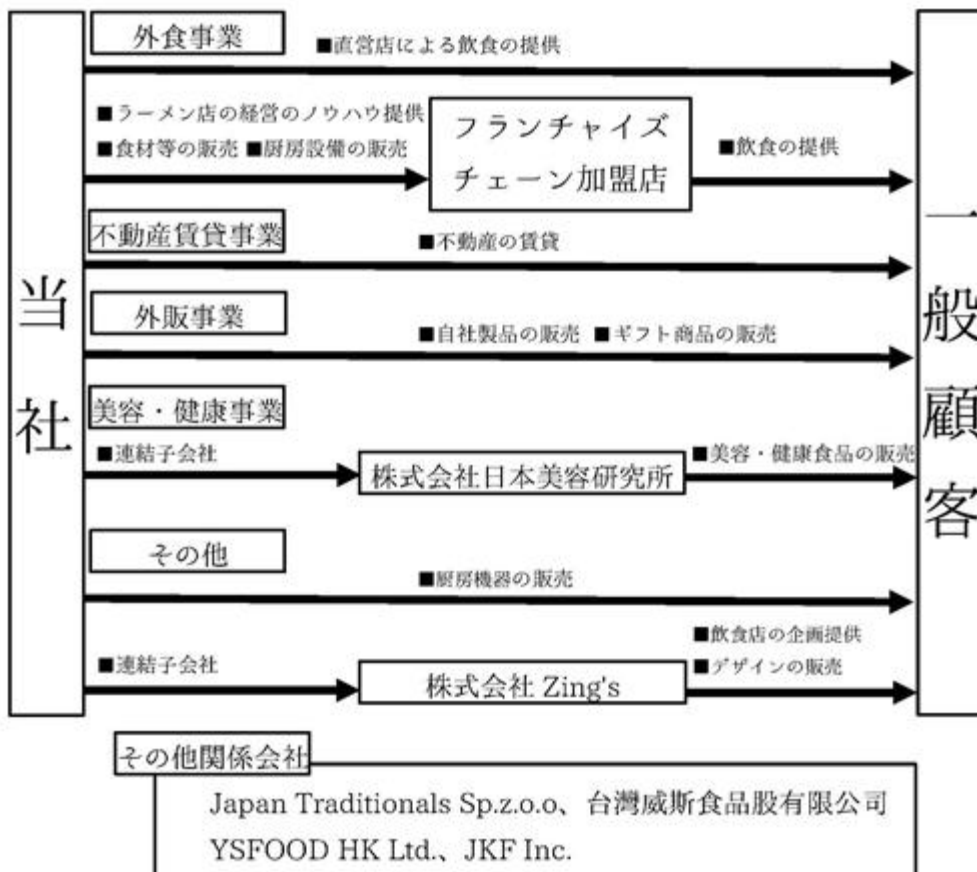 外食事業
■直営店による飲食の提供
■ラーメン店の経営のノウハウ提供
■食材等の販売 ■厨房設備の販売
フランチャイズ
チェーン加盟店
■飲食の提供
不動産賃貸事業
■不動産の賃貸
当社
一般顧客
外販事業
■自社製品の販売 ■ギフト商品の販売
美容・健康事業
■連結子会社
株式会社日本美容研究所
■美容・健康食品の販売
その他
■厨房機器の販売
■連結子会社
株式会社 Zing's
■飲食店の企画提供
■デザインの販売
その他関係会社
Japan Traditionals Sp.z.o.o、台灣威斯食品股有限公司
YSFOOD HK Ltd.、JKF Inc.